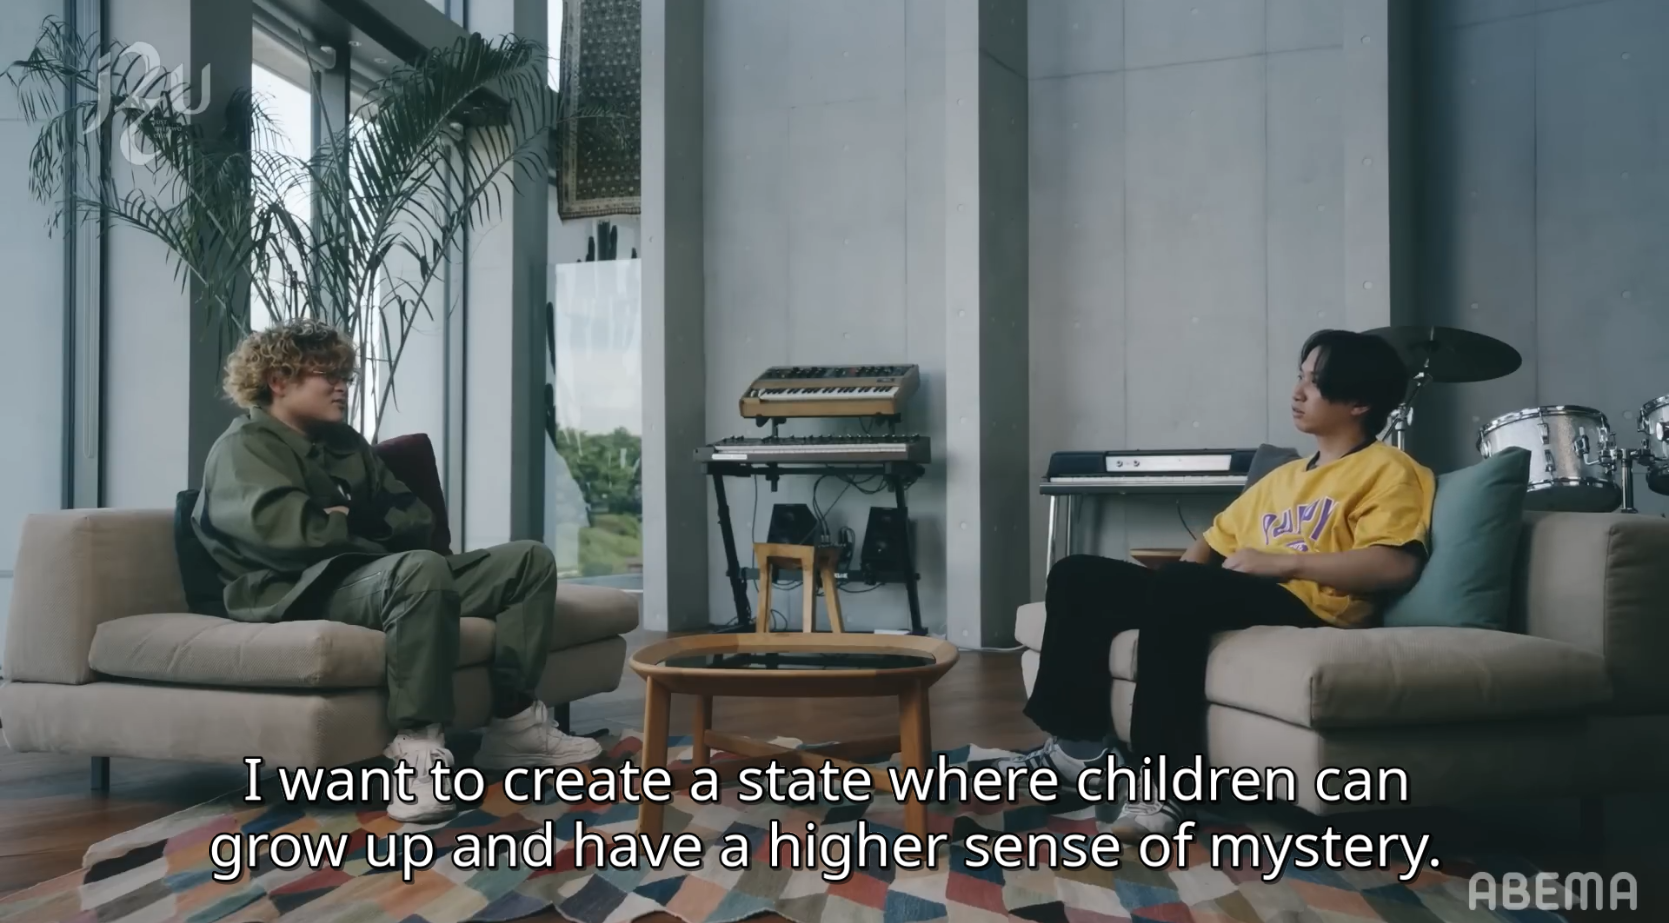 I want to create a state where children can
grow up and have a higher sense of mystery.
ABEMA